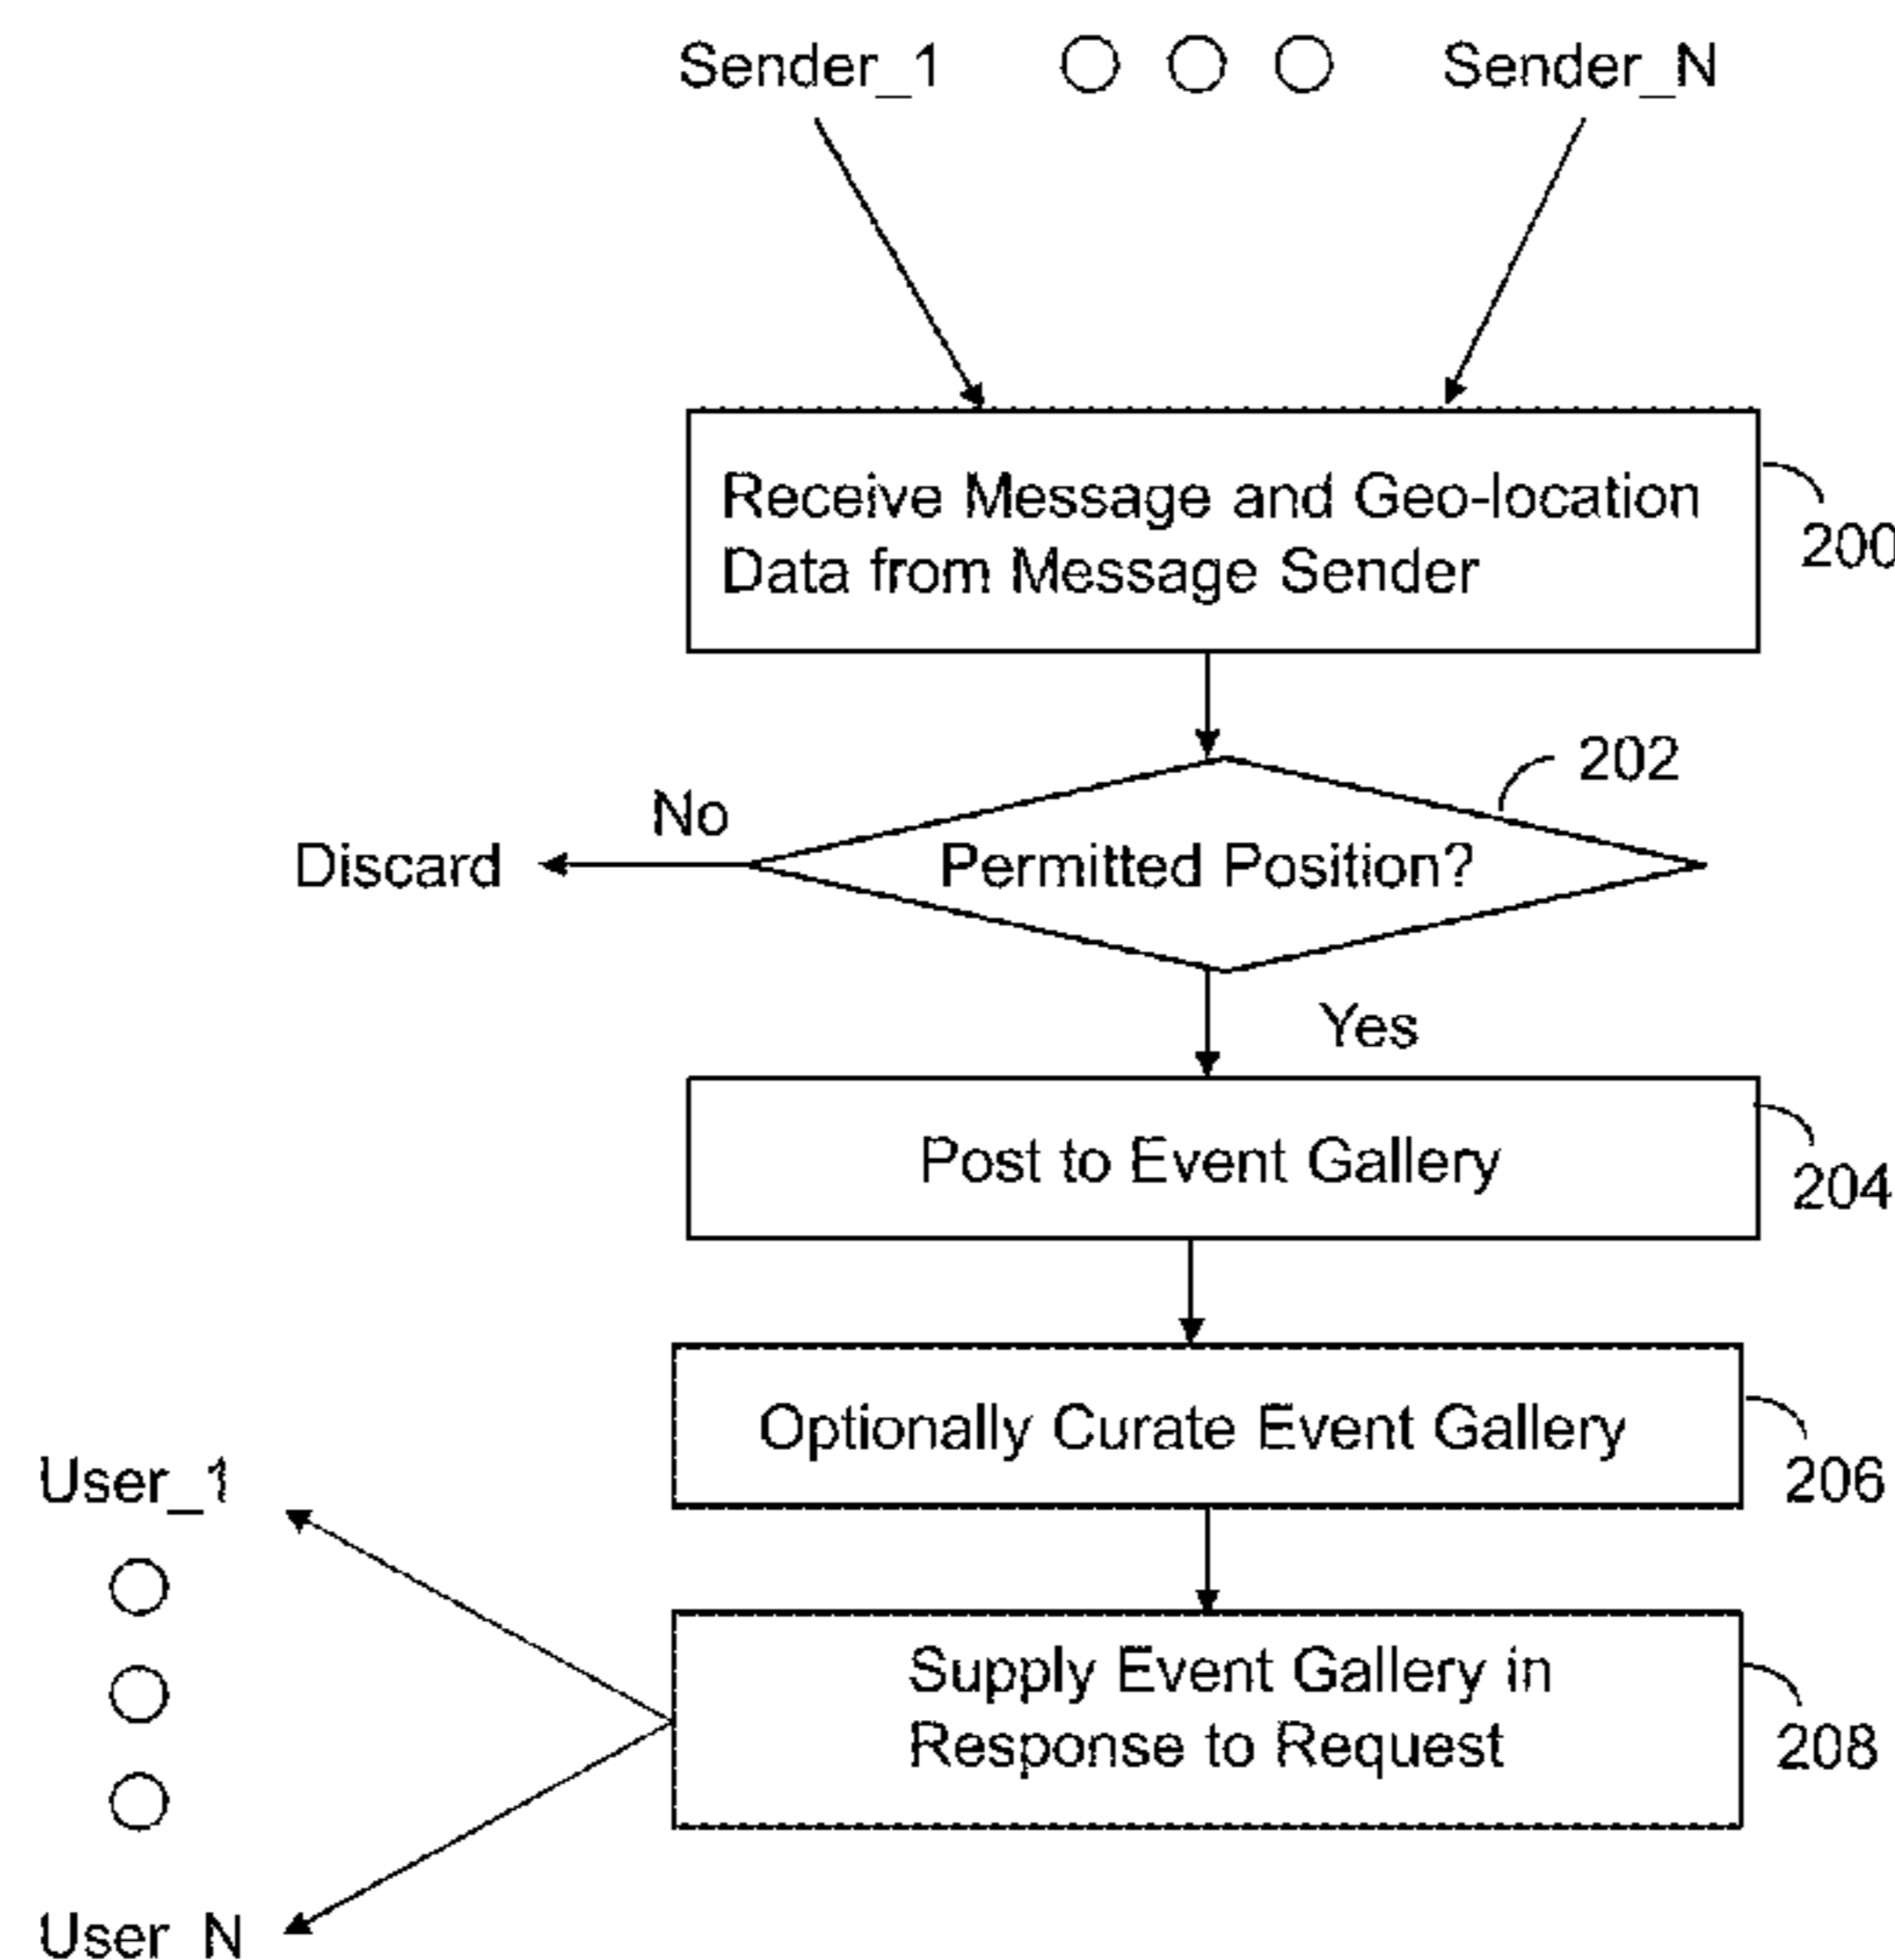 Sender_1 Sender_N
Receive Message and Geo-location
Data from Message Sender
200
202
No
Discard
Permitted Position?
Yes
Post to Event Gallery
204
Optionally Curate Event Gallery
206
User_1
Supply Event Gallery in
Response to Request
208
User_N